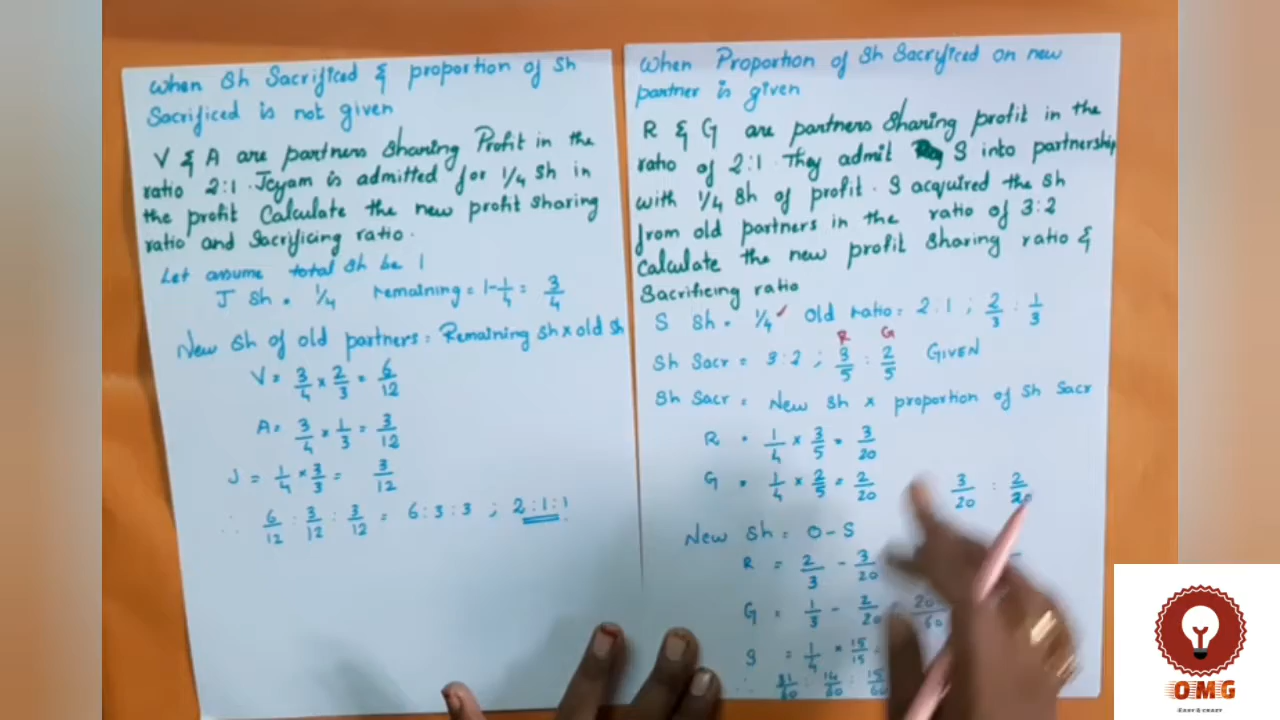 When Sh Sacrificed & proportion of Sh
Sacrificed is not given
V & A are partners Sharing Profit in the
ratio 2:1. Jeyam is admitted for 1/4 Sh in
the profit Calculate the new profit Sharing
ratio and Sacrificing ratio.
Let assume total Sh be 1
J Sh = 1/4 remaining = 1-1/4 = 3/4
New Sh of old partners = Remaining Sh x old Sh
V = 3/4 x 2/3 = 6/12
A = 3/4 x 1/3 = 3/12
J = 1/4 x 3/3 = 3/12
∴ 6/12 : 3/12 : 3/12 = 6:3:3 ; 2:1:1
When Proportion of Sh Sacrificed on new
partner is given
R & G are partners Sharing profit in the
ratio of 2:1. They admit S into partnership
with 1/4 Sh of profit. S acquired the Sh
from old partners in the ratio of 3:2
Calculate the new profit Sharing ratio &
Sacrificing ratio
S Sh = 1/4 ✓ Old ratio = 2:1 ; 2/3 : 1/3
R G
Sh Sacr = 3:2 ; 3/5 : 2/5 GIVEN
Sh Sacr = New Sh x proportion of Sh Sacr
R = 1/4 x 3/5 = 3/20
G = 1/4 x 2/5 = 2/20 3/20 : 2/20
New Sh = O-S
R = 2/3 - 3/20
G = 1/3 - 2/20
S = 1/4 x 15/15
∴ 31/60 : 14/60 : 15/60
OMG